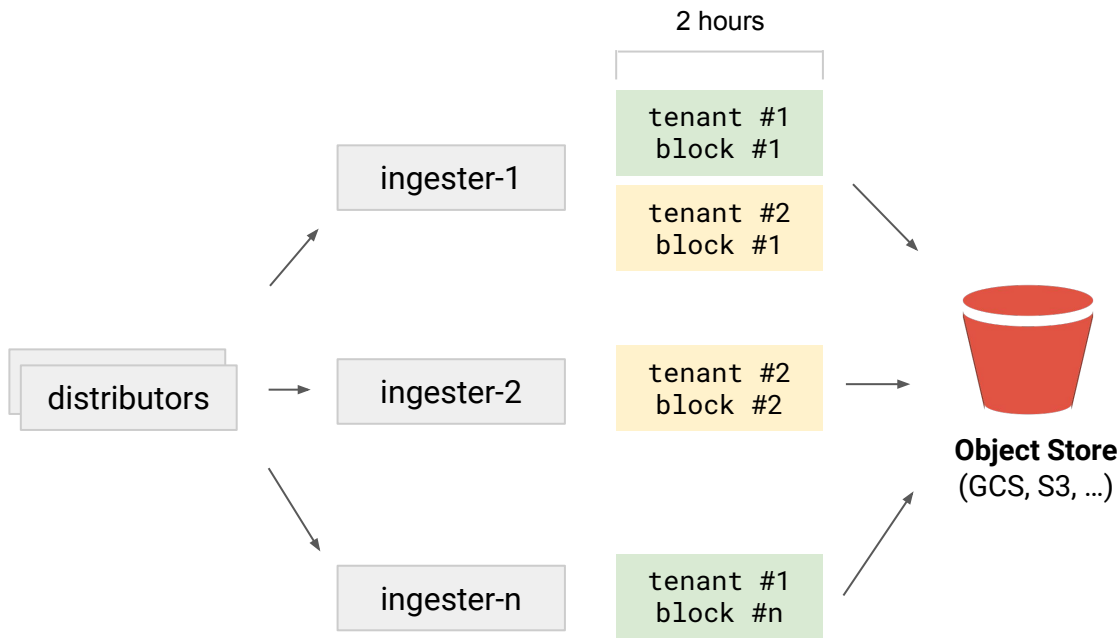 2 hours
tenant #1
block #1
ingester-1
tenant #2
block #1
distributors
ingester-2
tenant #2
block #2
Object Store
(GCS, S3, …)
ingester-n
tenant #1
block #n